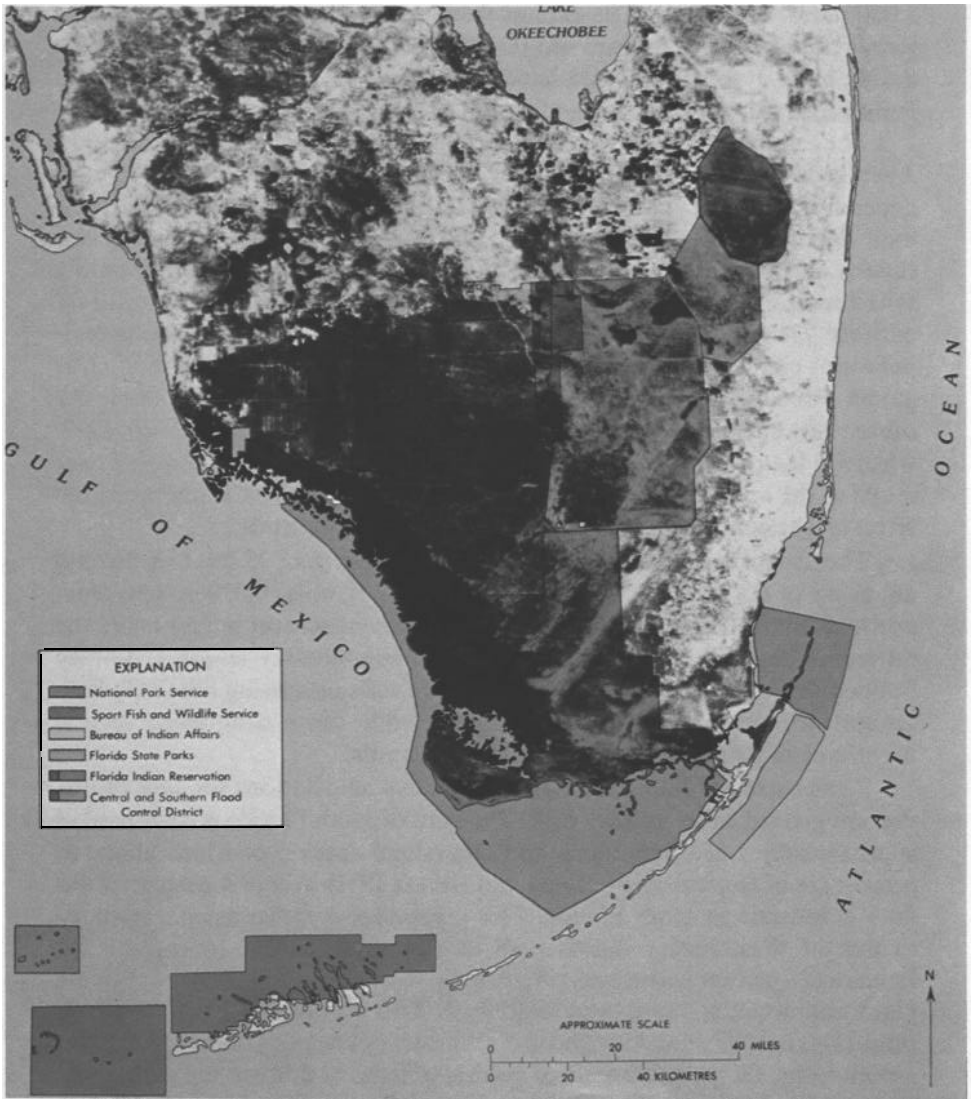 LAKE
OKEECHOBEE
GULF OF MEXICO
ATLANTIC OCEAN
EXPLANATION
National Park Service
Sport Fish and Wildlife Service
Bureau of Indian Affairs
Florida State Parks
Florida Indian Reservation
Central and Southern Flood
Control District
N
APPROXIMATE SCALE
0 20 40 MILES
0 20 40 KILOMETRES